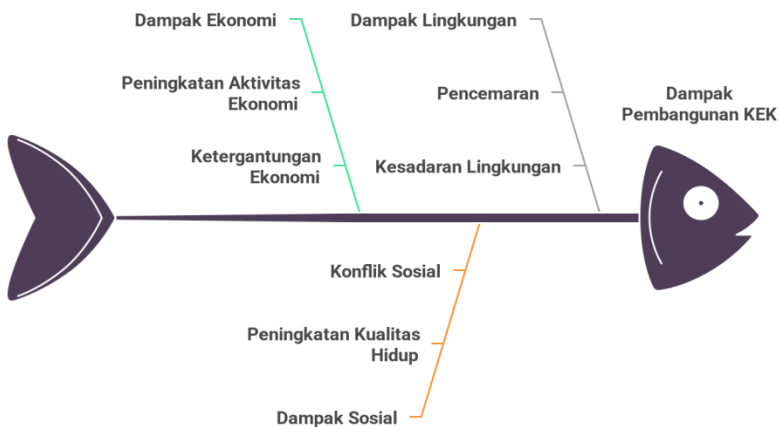 Dampak Ekonomi
Peningkatan Aktivitas
Ekonomi
Ketergantungan
Ekonomi
Dampak Lingkungan
Pencemaran
Kesadaran Lingkungan
Dampak
Pembangunan KEK
Konflik Sosial
Peningkatan Kualitas
Hidup
Dampak Sosial